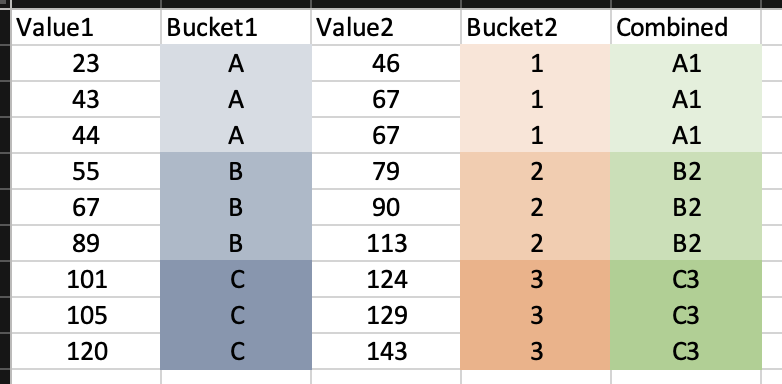 Value1 Bucket1 Value2 Bucket2 Combined
23 A 46 1 A1
43 A 67 1 A1
44 A 67 1 A1
55 B 79 2 B2
67 B 90 2 B2
89 B 113 2 B2
101 C 124 3 C3
105 C 129 3 C3
120 C 143 3 C3